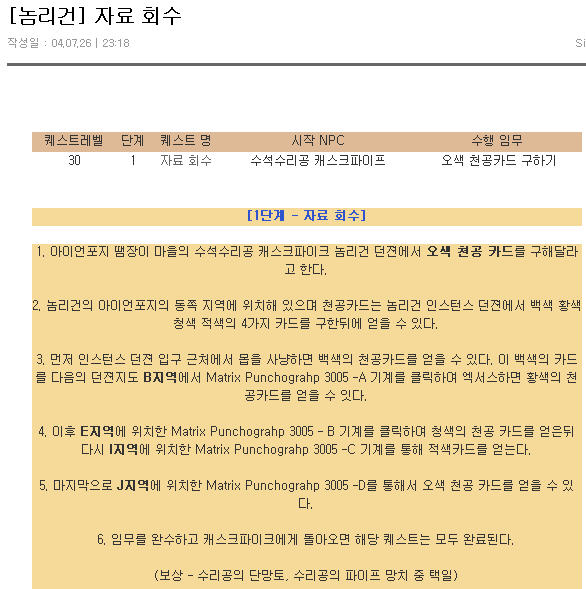 [놈리건] 자료 회수
작성일 : 04.07.26 | 23:18
Si
퀘스트레벨 단계 퀘스트 명 시작 NPC 수행 임무
30 1 자료 회수 수석수리공 캐스크파이프 오색 천공카드 구하기
[1단계 - 자료 회수]
1. 아이언포지 땜장이 마을의 수석수리공 캐스크파이크 놈리건 던젼에서 오색 천공 카드를 구해달라
고 한다.
2. 놈리건의 아이언포지의 동쪽 지역에 위치해 있으며 천공카드는 놈리건 인스턴스 던젼에서 백색 황색
청색 적색의 4가지 카드를 구한뒤에 얻을 수 있다.
3. 먼저 인스턴스 던젼 입구 근처에서 몹을 사냥하면 백색의 천공카드를 얻을 수 있다. 이 백색의 카드
를 다음의 던젼지도 B지역에서 Matrix Punchograhp 3005 -A 기계를 클릭하여 엑서스하면 황색의 천
공카드를 얻을 수 잇다.
4. 이후 E지역에 위치한 Matrix Punchograhp 3005 - B 기계를 클릭하여 청색의 천공 카드를 얻은뒤
다시 I지역에 위치한 Matrix Punchograhp 3005 -C 기계를 통해 적색카드를 얻는다.
5. 마지막으로 J지역에 위치한 Matrix Punchograhp 3005 -D를 통해서 오색 천공 카드를 얻을 수 있
다.
6. 임무를 완수하고 캐스크파이크에게 돌아오면 해당 퀘스트는 모두 완료된다.
(보상 - 수리공의 단망토, 수리공의 파이프 망치 중 택일)